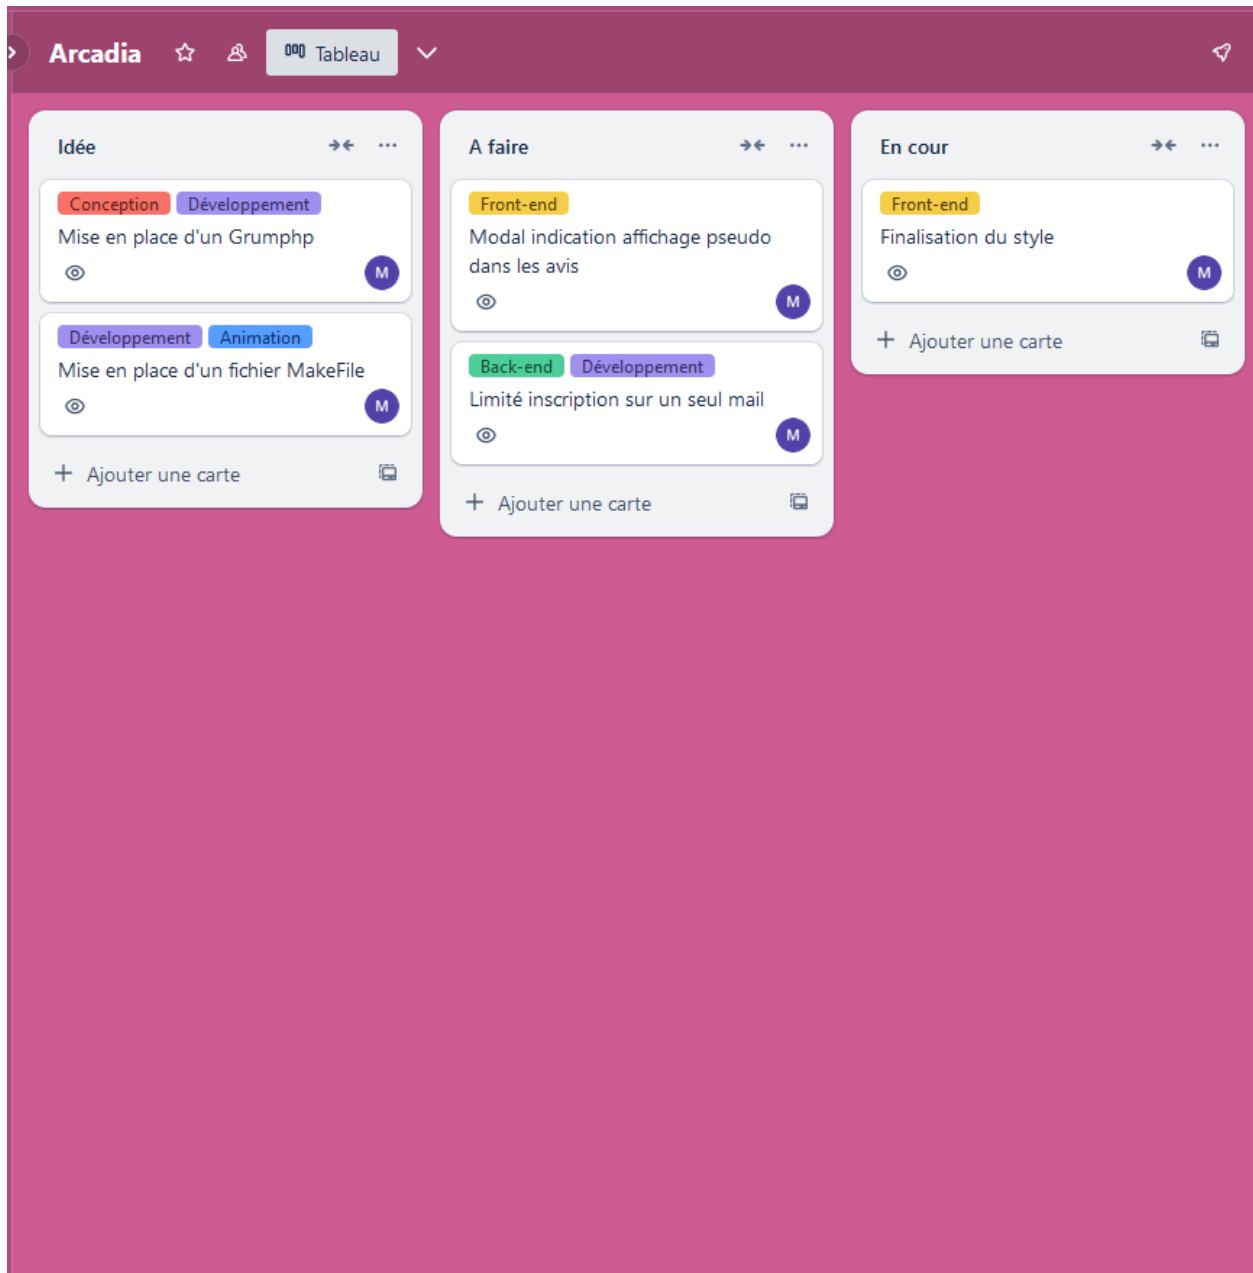 Arcadia
Tableau
Idée
Conception Développement
Mise en place d'un Grumphp
M
Développement Animation
Mise en place d'un fichier MakeFile
M
Ajouter une carte
A faire
Front-end
Modal indication affichage pseudo
dans les avis
M
Back-end Développement
Limité inscription sur un seul mail
M
Ajouter une carte
En cour
Front-end
Finalisation du style
M
Ajouter une carte